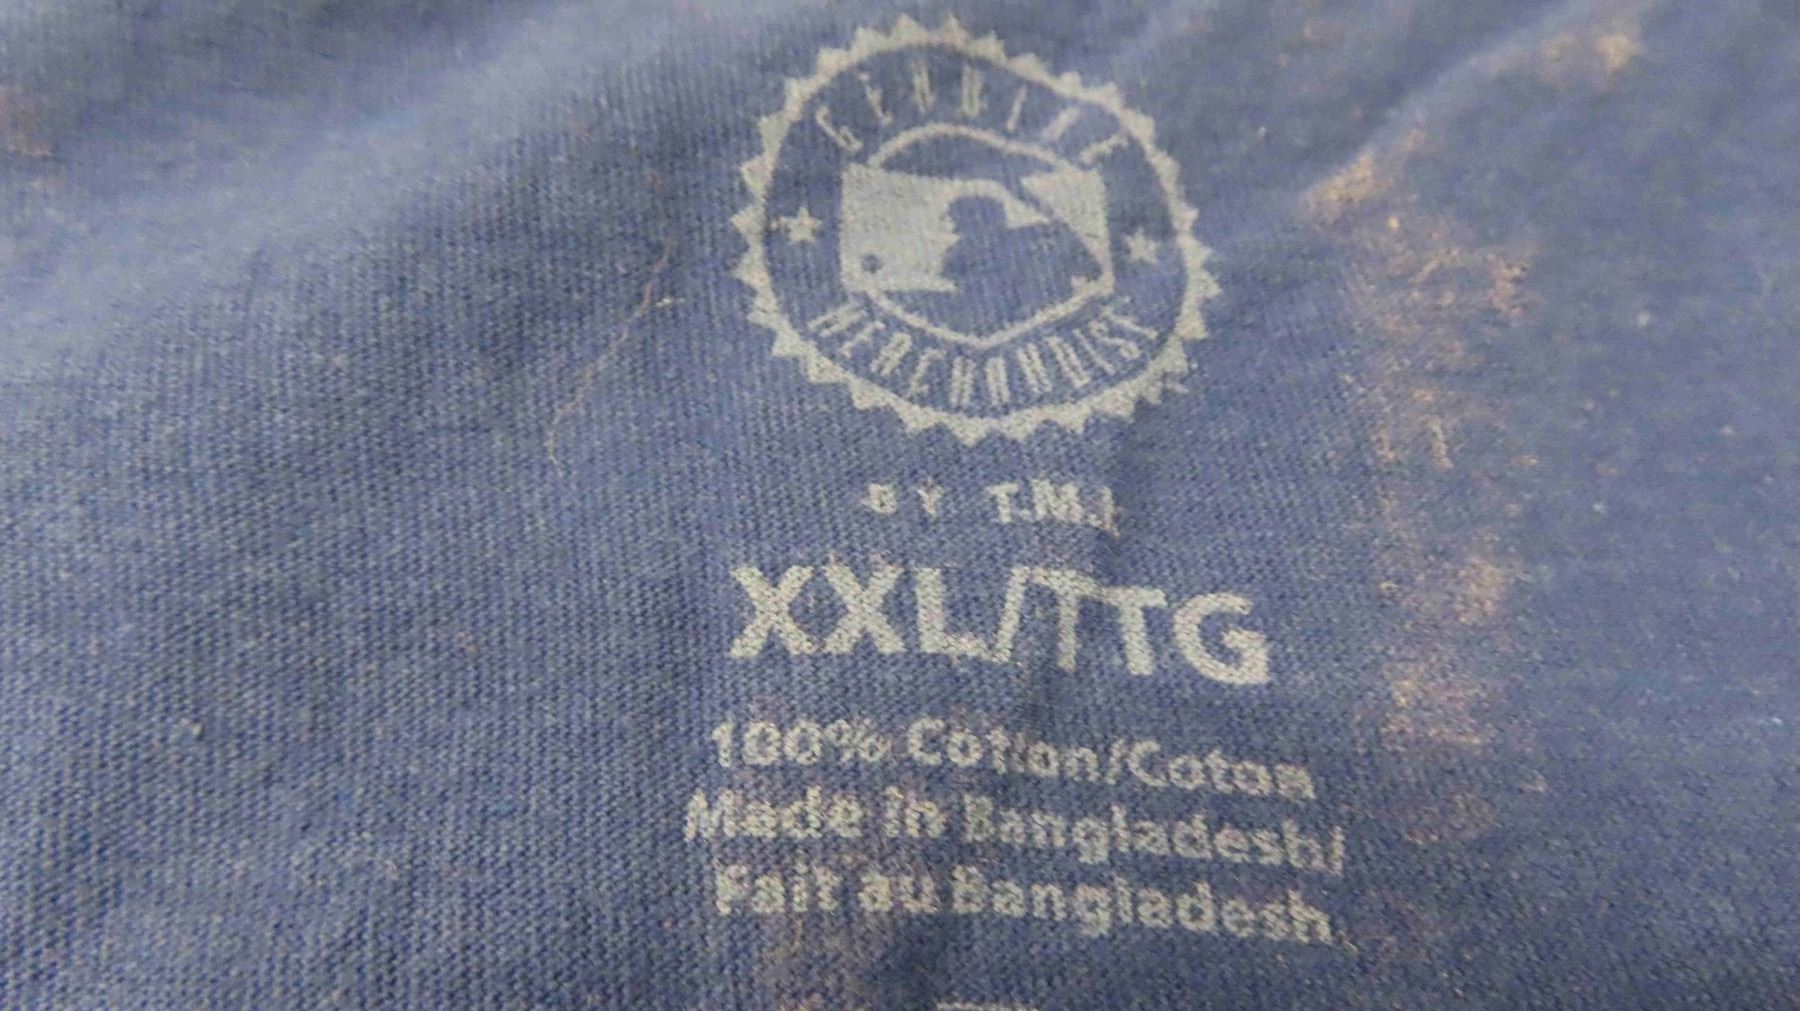 GENUINE
MERCHANDISE
BY T.M.I
XXL/TTG
100% Cotton/Coton
Made in Bangladesh/
Fait au Bangladesh